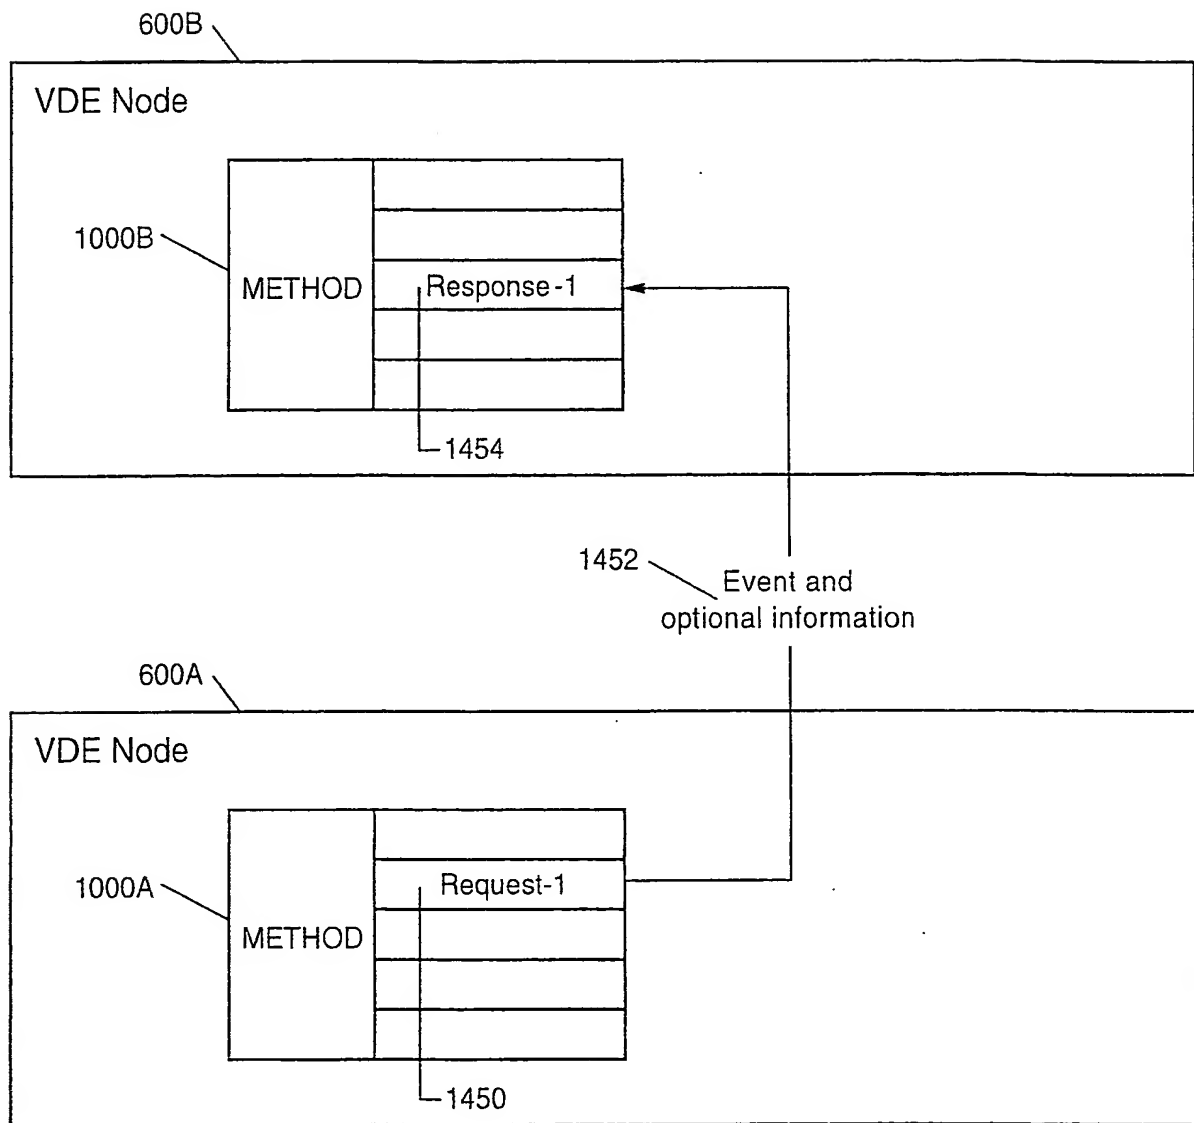 600B
VDE Node
1000B
METHOD
Response-1
1454
1452
Event and
optional information
600A
VDE Node
1000A
Request-1
METHOD
1450